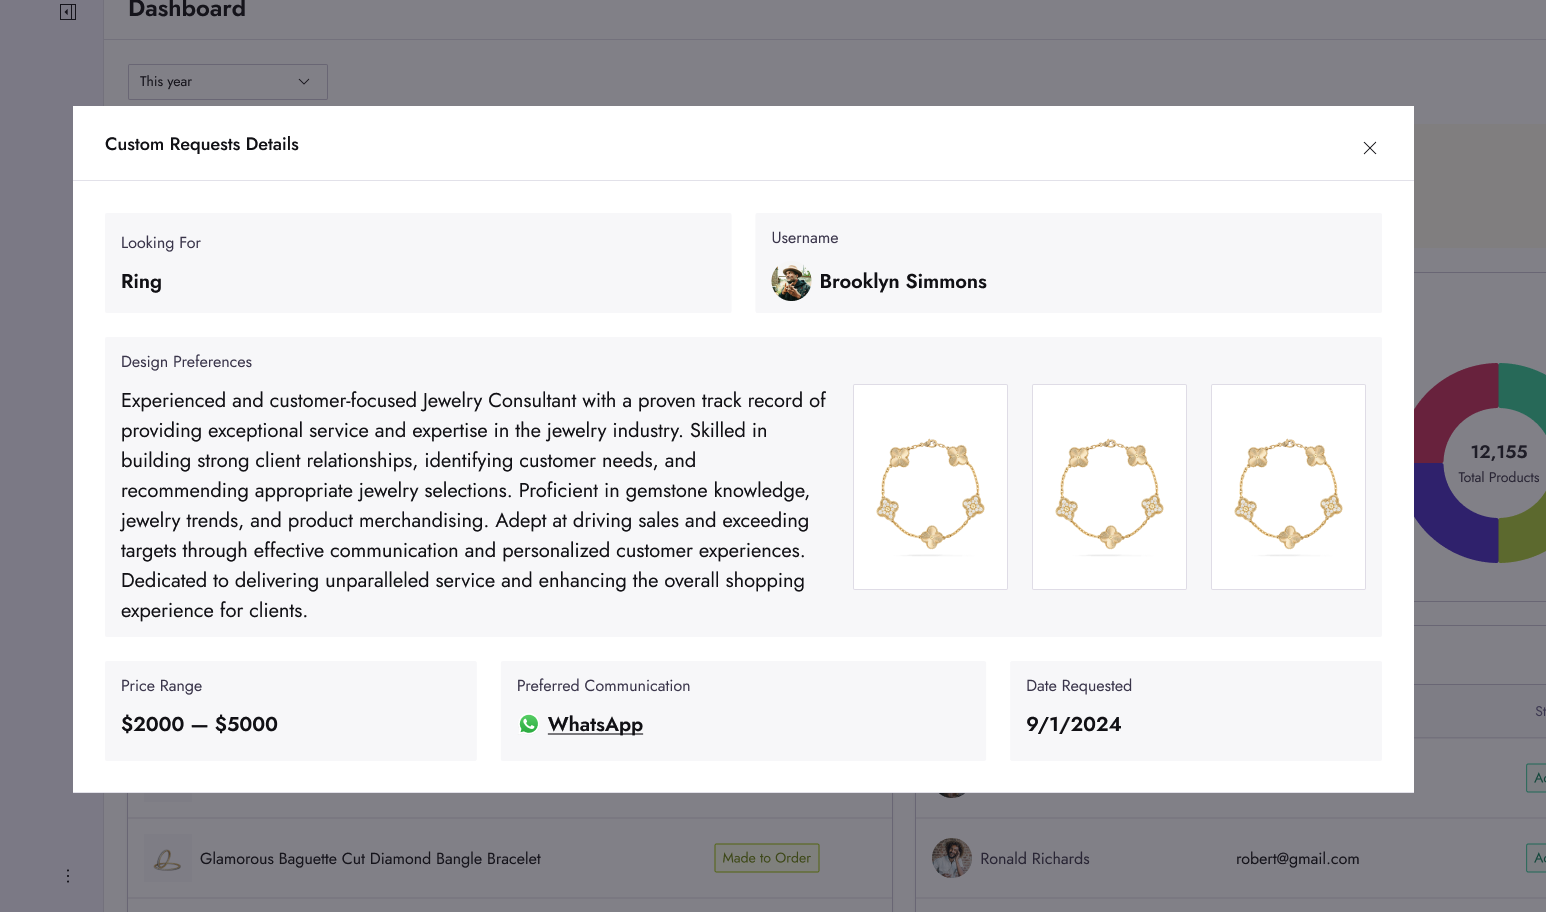 Dashboard
This year
Custom Requests Details
Looking For
Ring
Username
Brooklyn Simmons
Design Preferences
Experienced and customer-focused Jewelry Consultant with a proven track record of
providing exceptional service and expertise in the jewelry industry. Skilled in
building strong client relationships, identifying customer needs, and
recommending appropriate jewelry selections. Proficient in gemstone knowledge,
jewelry trends, and product merchandising. Adept at driving sales and exceeding
targets through effective communication and personalized customer experiences.
Dedicated to delivering unparalleled service and enhancing the overall shopping
experience for clients.
12,155
Total Products
Price Range
$2000 — $5000
Preferred Communication
WhatsApp
Date Requested
9/1/2024
Glamorous Baguette Cut Diamond Bangle Bracelet
Made to Order
Ronald Richards
robert@gmail.com